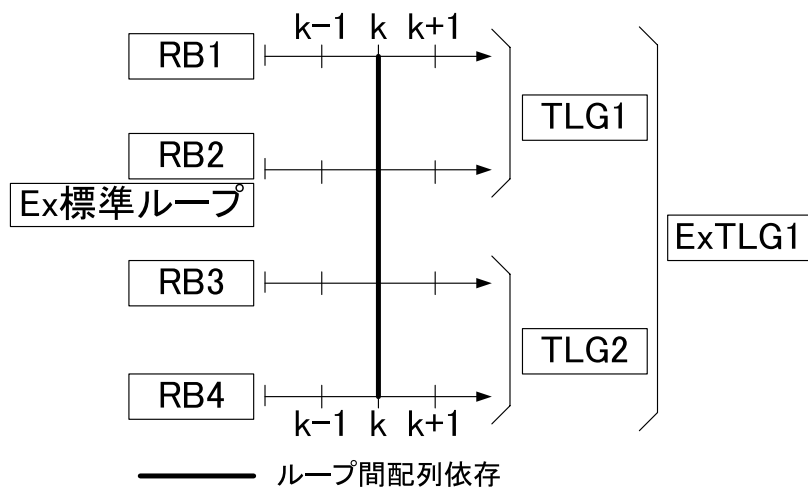 k-1 k k+1
RB1
TLG1
RB2
Ex標準ループ
ExTLG1
RB3
TLG2
RB4
k-1 k k+1
ループ間配列依存